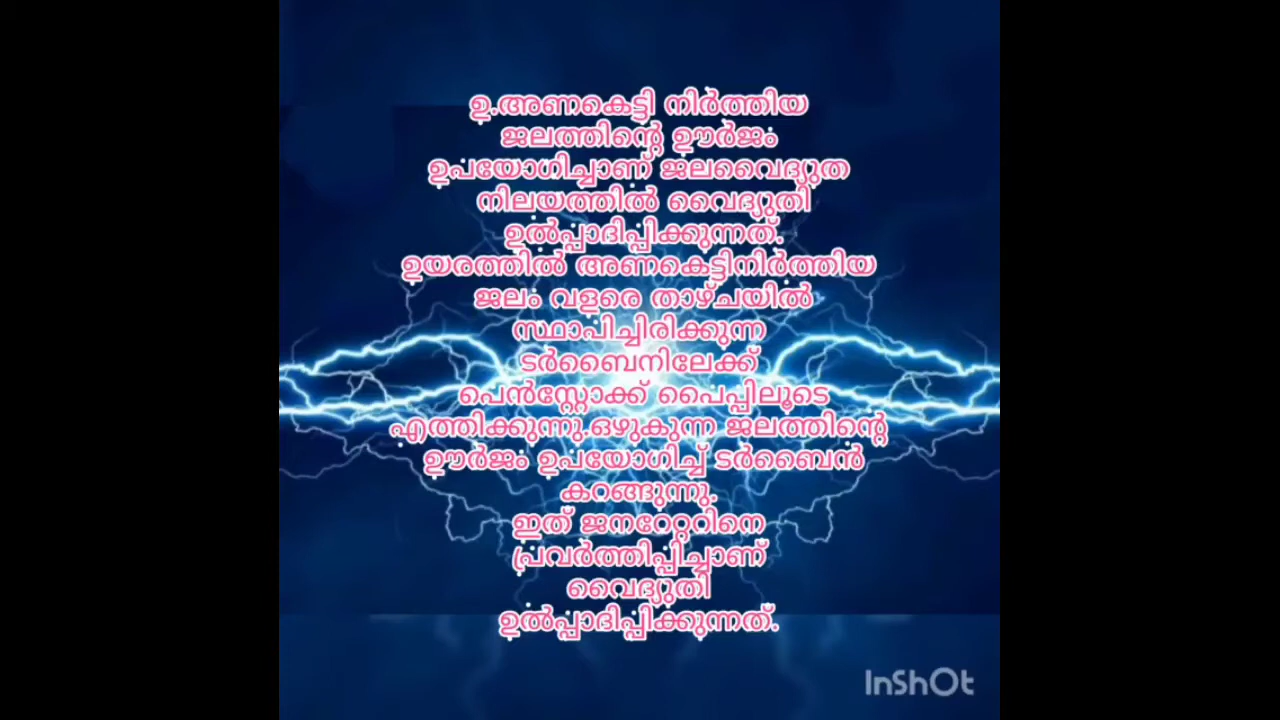 ഉ.അണകെട്ടി നിർത്തിയ
ജലത്തിന്റെ ഊർജം
ഉപയോഗിച്ചാണ് ജലവൈദ്യുത
നിലയത്തിൽ വൈദ്യുതി
ഉൽപ്പാദിപ്പിക്കുന്നത്.
ഉയരത്തിൽ അണകെട്ടിനിർത്തിയ
ജലം വളരെ താഴ്ചയിൽ
സ്ഥാപിച്ചിരിക്കുന്ന
ടർബൈനിലേക്ക്
പെൻസ്റ്റോക്ക് പൈപ്പിലൂടെ
എത്തിക്കുന്നു.ഒഴുകുന്ന ജലത്തിന്റെ
ഊർജം ഉപയോഗിച്ച് ടർബൈൻ
കറങ്ങുന്നു.
ഇത് ജനറേറ്ററിനെ
പ്രവർത്തിപ്പിച്ചാണ്
വൈദ്യുതി
ഉൽപ്പാദിപ്പിക്കുന്നത്.
InShOt